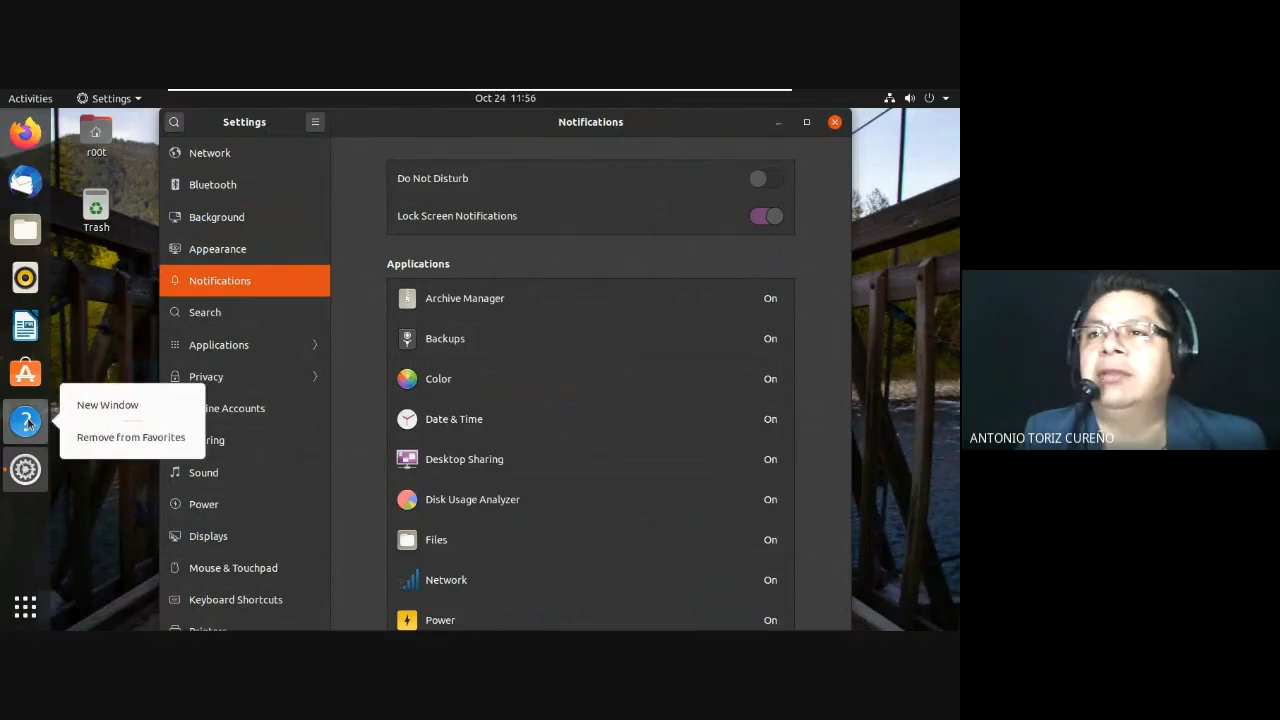 Activities
Settings
Oct 24 11:56
r00t
Trash
Settings
Network
Bluetooth
Background
Appearance
Notifications
Search
Applications
Privacy
Sound
Power
Displays
Mouse & Touchpad
Keyboard Shortcuts
New Window
Remove from Favorites
Notifications
Do Not Disturb
Lock Screen Notifications
Applications
Archive Manager On
Backups On
Color On
Date & Time On
Desktop Sharing On
Disk Usage Analyzer On
Files On
Network On
Power On
ANTONIO TORIZ CUREÑO